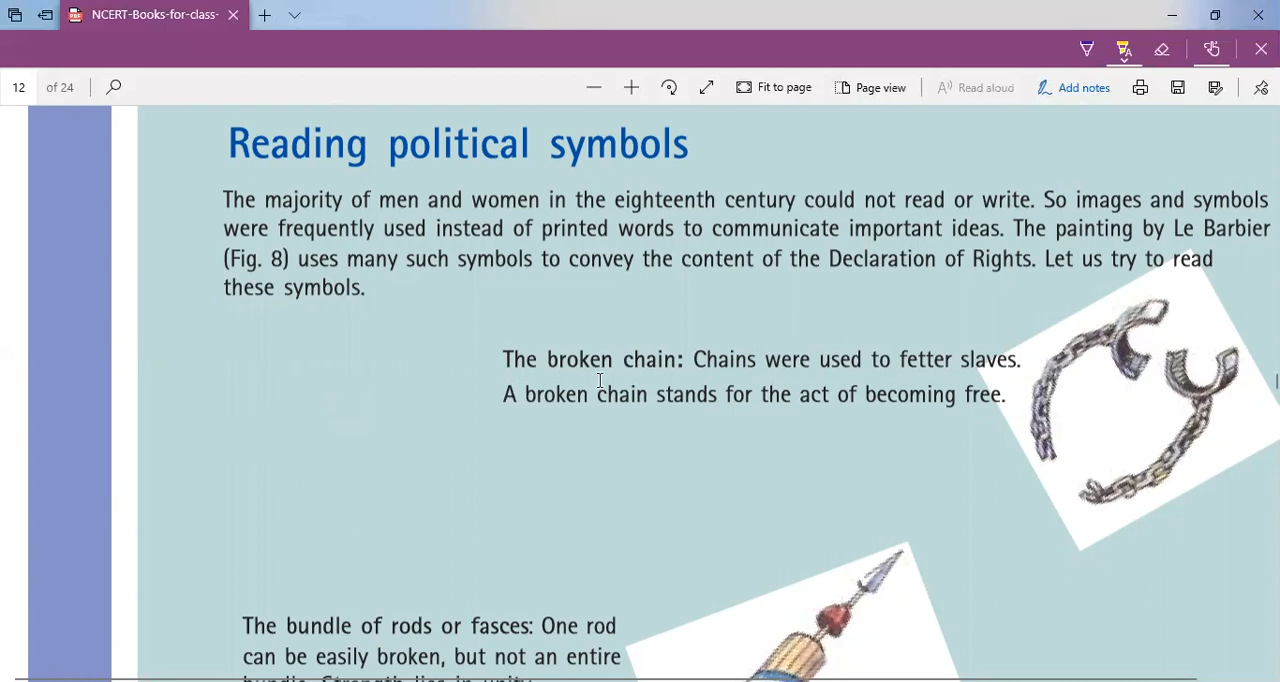 NCERT-Books-for-class-
12 of 24
Fit to page
Page view
Read aloud
Add notes
Reading political symbols
The majority of men and women in the eighteenth century could not read or write. So images and symbols
were frequently used instead of printed words to communicate important ideas. The painting by Le Barbier
(Fig. 8) uses many such symbols to convey the content of the Declaration of Rights. Let us try to read
these symbols.
The broken chain: Chains were used to fetter slaves.
A broken chain stands for the act of becoming free.
The bundle of rods or fasces: One rod
can be easily broken, but not an entire
bundle. Strength lies in unity.